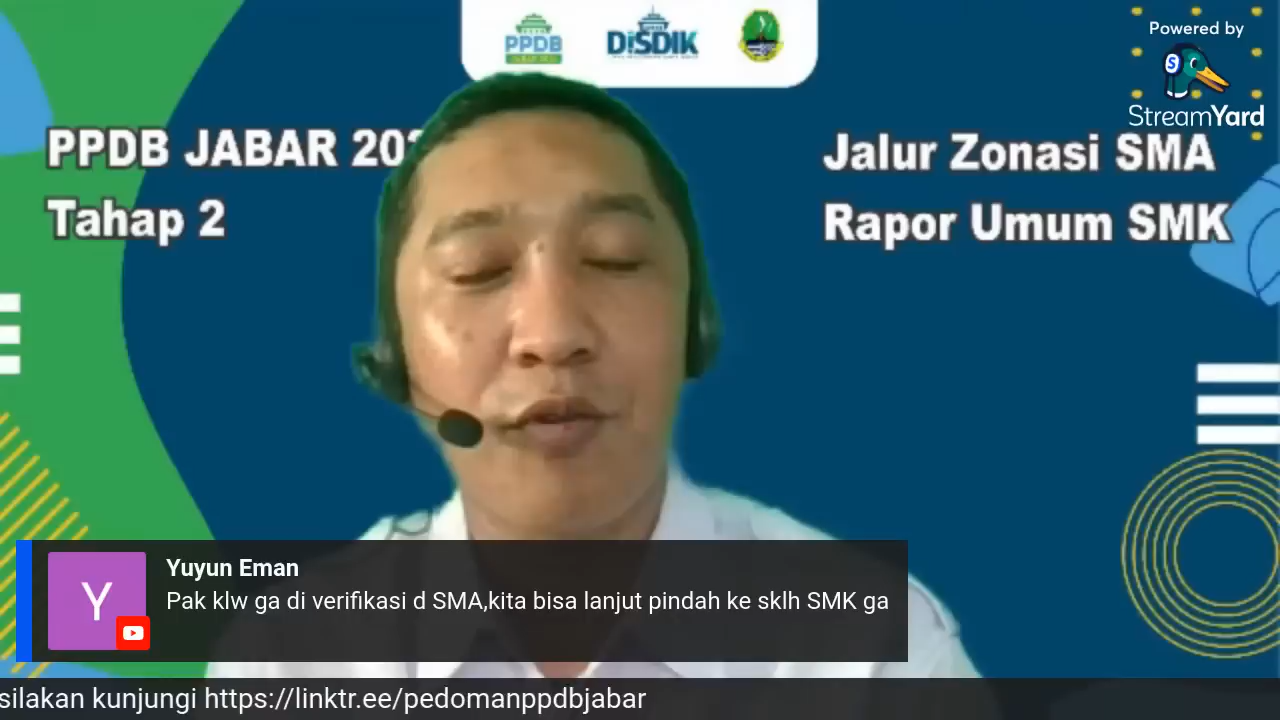 PPDB
DISDIK
Powered by
StreamYard
PPDB JABAR 202
Tahap 2
Jalur Zonasi SMA
Rapor Umum SMK
Y
Yuyun Eman
Pak klw ga di verifikasi d SMA,kita bisa lanjut pindah ke sklh SMK ga
silakan kunjungi https://linktr.ee/pedomanppdbjabar